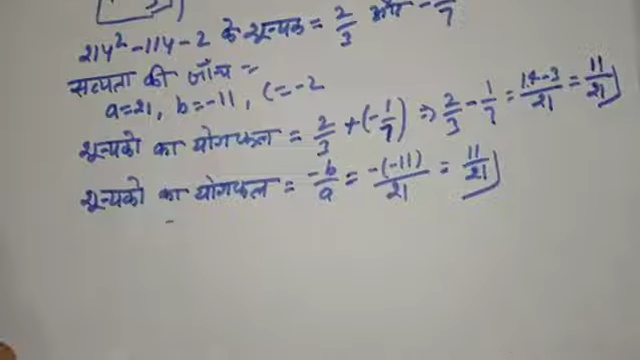 21y² - 11y - 2 के शून्यक = 2/3 और - 1/7
सत्यता की जाँच =
a = 21, b = -11, c = -2
शून्यको का योगफल = 2/3 + (-1/7) ⇒ 2/3 - 1/7 = 14-3/21 = 11/21
शून्यको का योगफल = -b/a = -(-11)/21 = 11/21